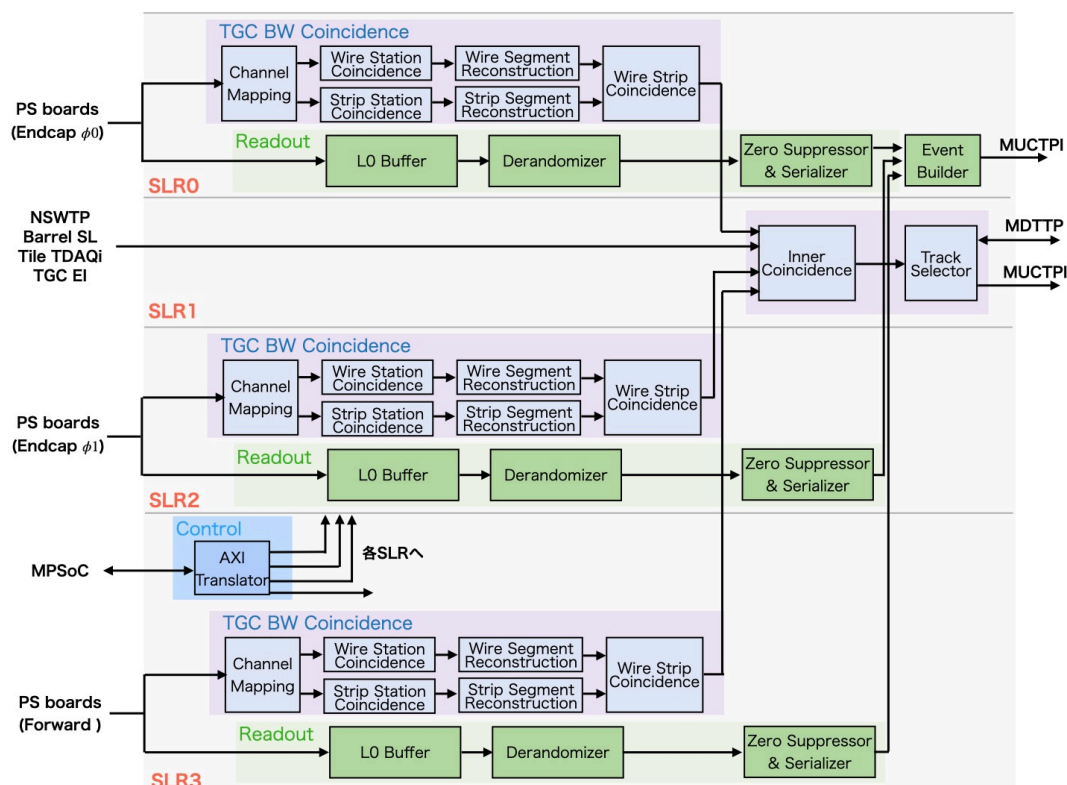 TGC BW Coincidence
Channel
Mapping
Wire Station
Coincidence
Wire Segment
Reconstruction
Strip Station
Coincidence
Strip Segment
Reconstruction
Wire Strip
Coincidence
PS boards
(Endcap ϕ0)
Readout
L0 Buffer
Derandomizer
Zero Suppressor
& Serializer
Event
Builder
MUCTPI
SLR0
NSWTP
Barrel SL
Tile TDAQi
TGC EI
Inner
Coincidence
Track
Selector
MDTTP
MUCTPI
SLR1
TGC BW Coincidence
Channel
Mapping
Wire Station
Coincidence
Wire Segment
Reconstruction
Strip Station
Coincidence
Strip Segment
Reconstruction
Wire Strip
Coincidence
PS boards
(Endcap ϕ1)
Readout
L0 Buffer
Derandomizer
Zero Suppressor
& Serializer
SLR2
Control
AXI
Translator
MPSoC
各SLRへ
TGC BW Coincidence
Channel
Mapping
Wire Station
Coincidence
Wire Segment
Reconstruction
Strip Station
Coincidence
Strip Segment
Reconstruction
Wire Strip
Coincidence
PS boards
(Forward )
Readout
L0 Buffer
Derandomizer
Zero Suppressor
& Serializer
SLR3